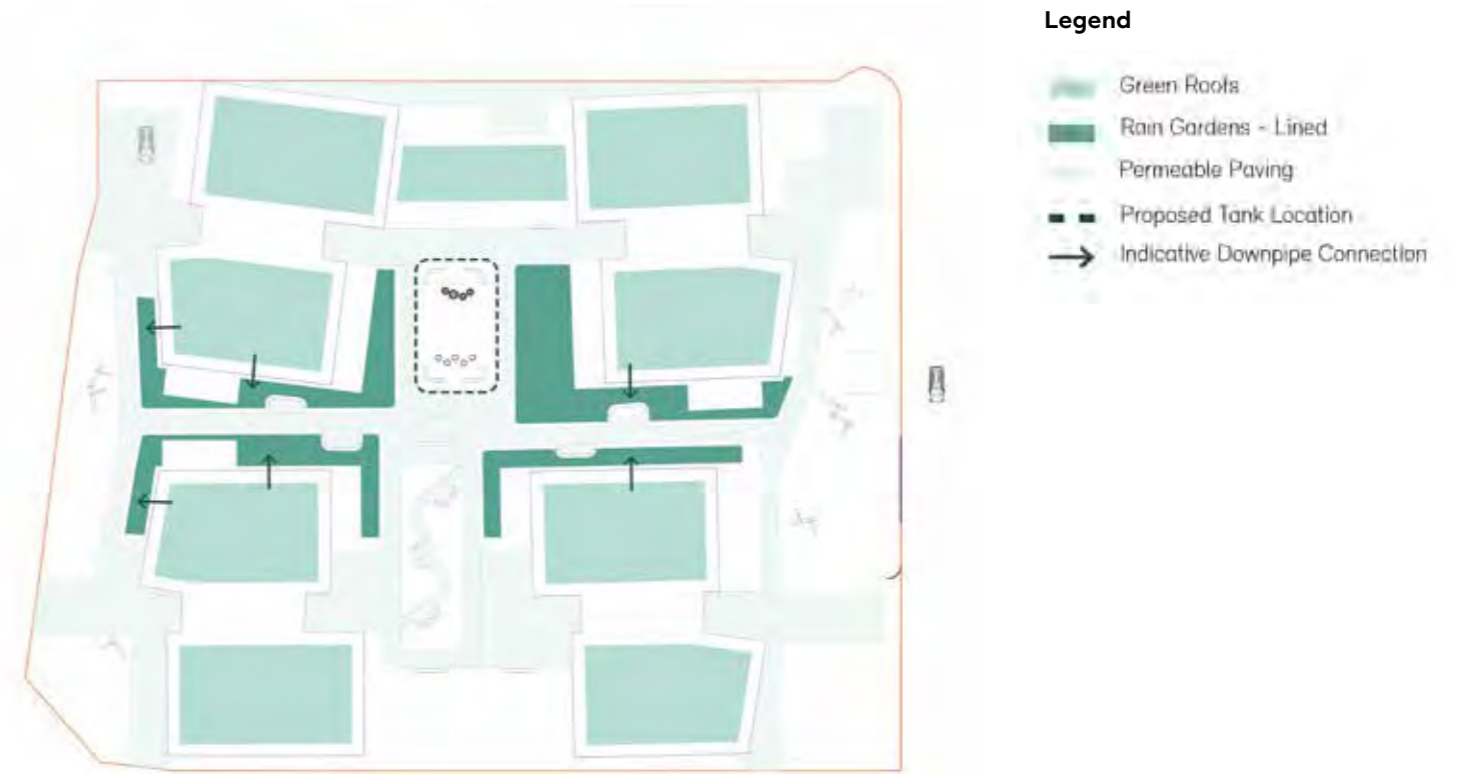 Legend
Green Roofs
Rain Gardens - Lined
Permeable Paving
Proposed Tank Location
Indicative Downpipe Connection